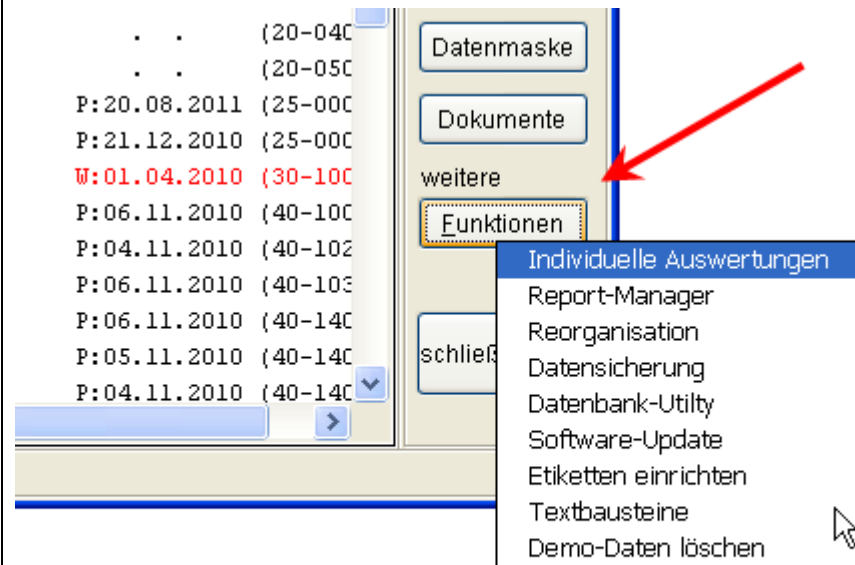 . . (20-040
. . (20-050
P:20.08.2011 (25-000
P:21.12.2010 (25-000
W:01.04.2010 (30-100
P:06.11.2010 (40-100
P:04.11.2010 (40-102
P:06.11.2010 (40-103
P:06.11.2010 (40-140
P:05.11.2010 (40-140
P:04.11.2010 (40-140
Datenmaske
Dokumente
weitere
Funktionen
schließ
Individuelle Auswertungen
Report-Manager
Reorganisation
Datensicherung
Datenbank-Utilty
Software-Update
Etiketten einrichten
Textbausteine
Demo-Daten löschen